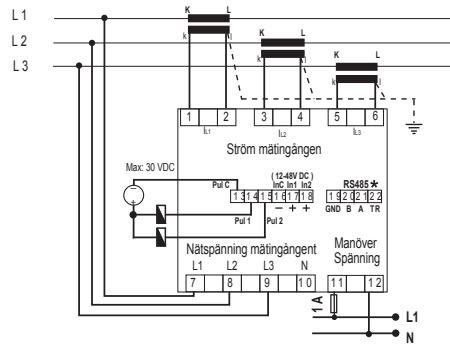 L 1
L 2
L 3
K L
k l
K L
k l
K L
k l
1 2 3 4 5 6
IL1 IL2 IL3
Ström mätingången
Max: 30 VDC
( 12-48V DC )
Pul C InC In1 In2 RS485*
13 14 15 16 17 18 19 20 21 22
Pul 1 Pul 2 − + + GND B A TR
Nätspänning mätingångent
Manöver
Spänning
L1 L2 L3 N
7 8 9 10 11 12
1 A
L1
N